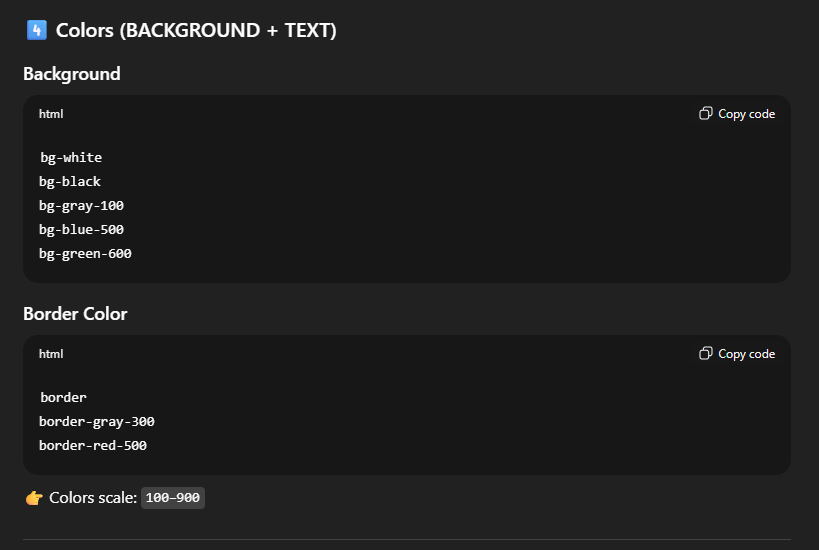 4 Colors (BACKGROUND + TEXT)
Background
html
Copy code
bg-white
bg-black
bg-gray-100
bg-blue-500
bg-green-600
Border Color
html
Copy code
border
border-gray-300
border-red-500
👉 Colors scale: 100–900